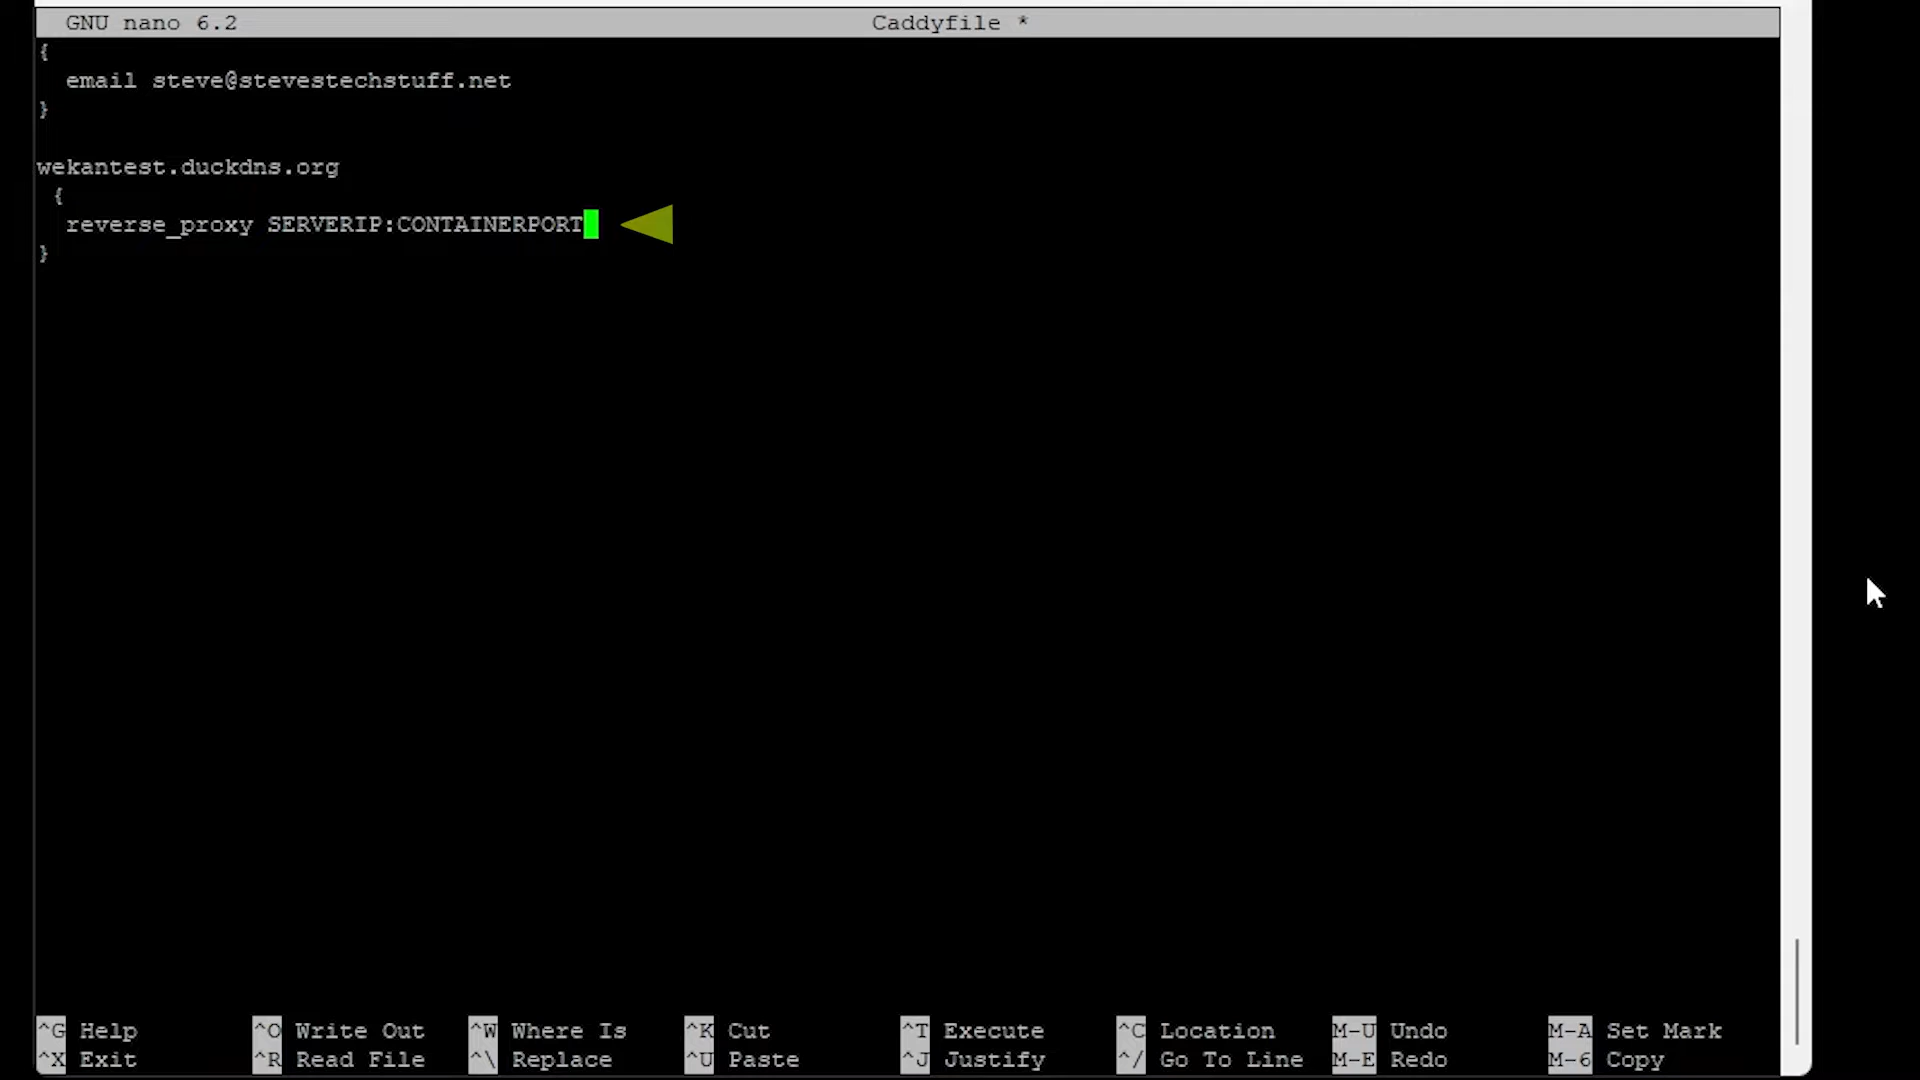 GNU nano 6.2 Caddyfile *
{
email steve@stevestechstuff.net
}
wekantest.duckdns.org
{
reverse_proxy SERVERIP:CONTAINERPORT
}
^G Help ^O Write Out ^W Where Is ^K Cut ^T Execute ^C Location M-U Undo M-A Set Mark
^X Exit ^R Read File ^\ Replace ^U Paste ^J Justify ^/ Go To Line M-E Redo M-6 Copy